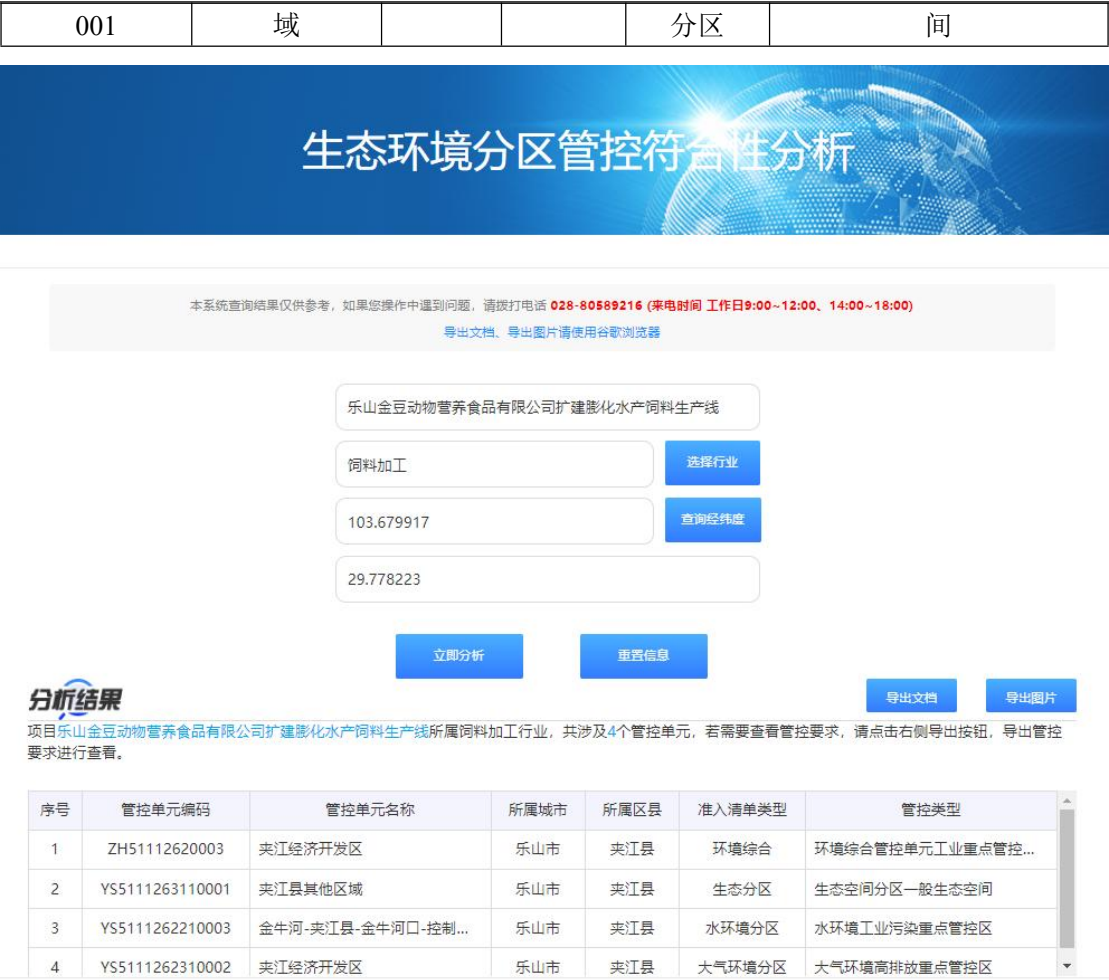 001 域 分区 间
生态环境分区管控符合性分析
本系统查询结果仅供参考，如果您操作中遇到问题，请拨打电话 028-80589216 (来电时间 工作日9:00~12:00、14:00~18:00)
导出文档、导出图片请使用谷歌浏览器
乐山金豆动物营养食品有限公司扩建膨化水产饲料生产线
饲料加工 选择行业
103.679917 查询经纬度
29.778223
立即分析 重置信息
分析结果 导出文档 导出图片
项目乐山金豆动物营养食品有限公司扩建膨化水产饲料生产线所属饲料加工行业，共涉及4个管控单元，若需要查看管控要求，请点击右侧导出按钮，导出管控
要求进行查看。
序号 管控单元编码 管控单元名称 所属城市 所属区县 准入清单类型 管控类型
1 ZH51112620003 夹江经济开发区 乐山市 夹江县 环境综合 环境综合管控单元工业重点管控...
2 YS5111263110001 夹江县其他区域 乐山市 夹江县 生态分区 生态空间分区一般生态空间
3 YS5111262210003 金牛河-夹江县-金牛河口-控制... 乐山市 夹江县 水环境分区 水环境工业污染重点管控区
4 YS5111262310002 夹江经济开发区 乐山市 夹江县 大气环境分区 大气环境高排放重点管控区